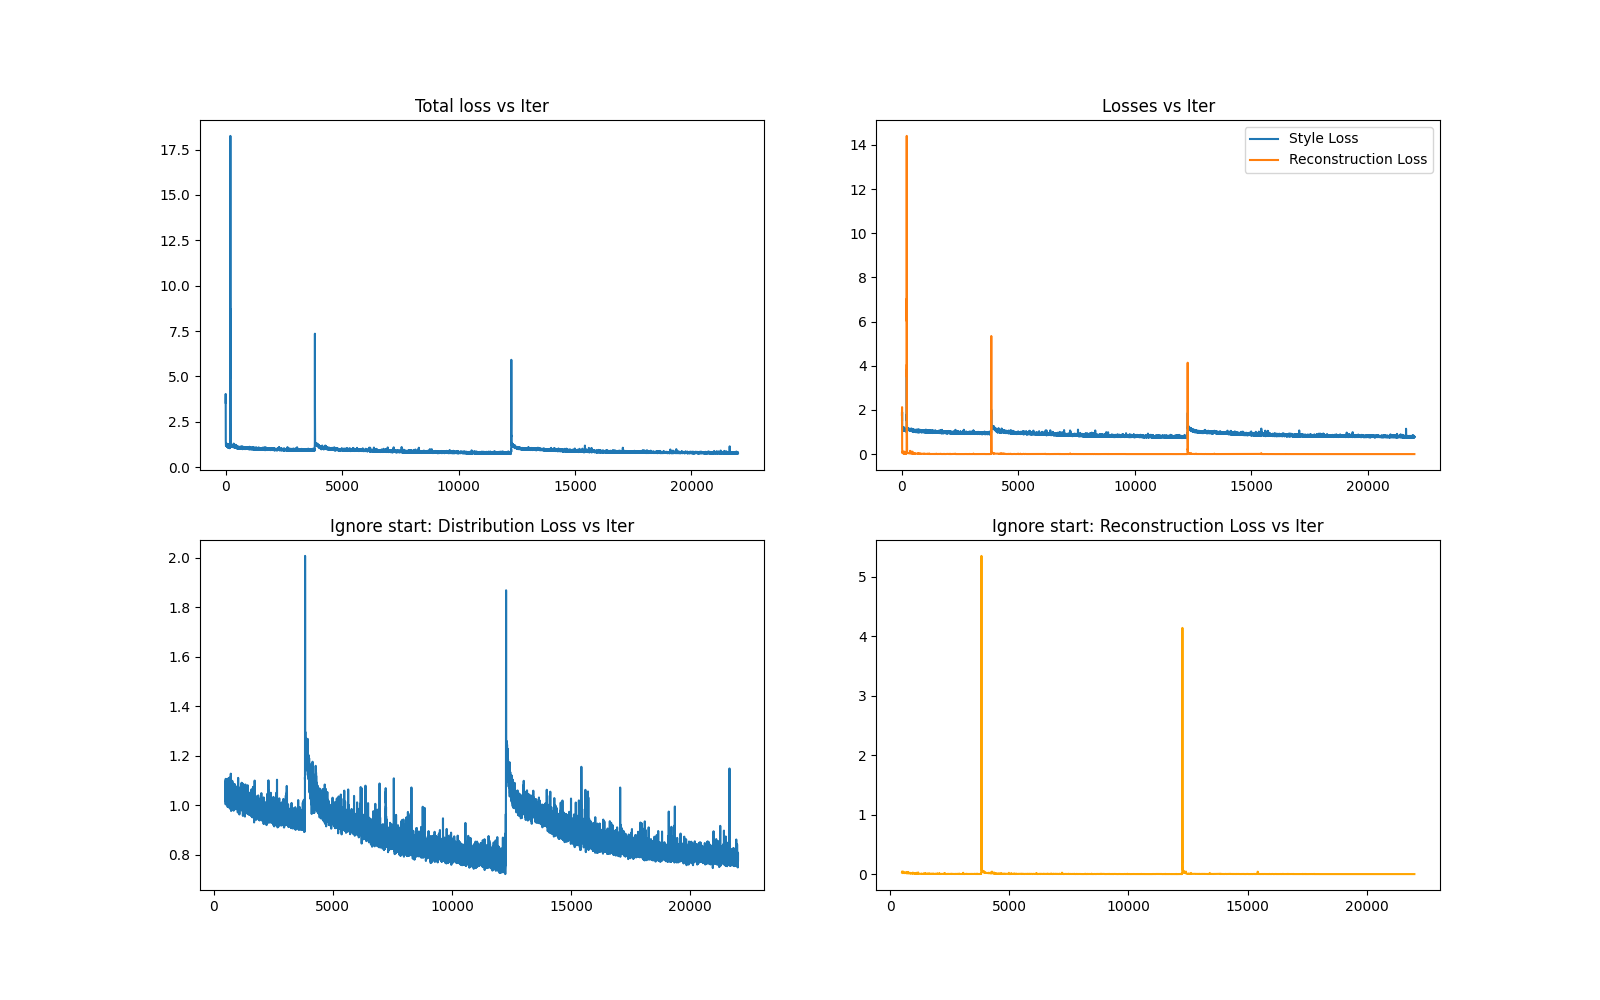 Total loss vs Iter
17.5
15.0
12.5
10.0
7.5
5.0
2.5
0.0
0 5000 10000 15000 20000
Losses vs Iter
Style Loss
Reconstruction Loss
14
12
10
8
6
4
2
0
0 5000 10000 15000 20000
Ignore start: Distribution Loss vs Iter
2.0
1.8
1.6
1.4
1.2
1.0
0.8
0 5000 10000 15000 20000
Ignore start: Reconstruction Loss vs Iter
5
4
3
2
1
0
0 5000 10000 15000 20000